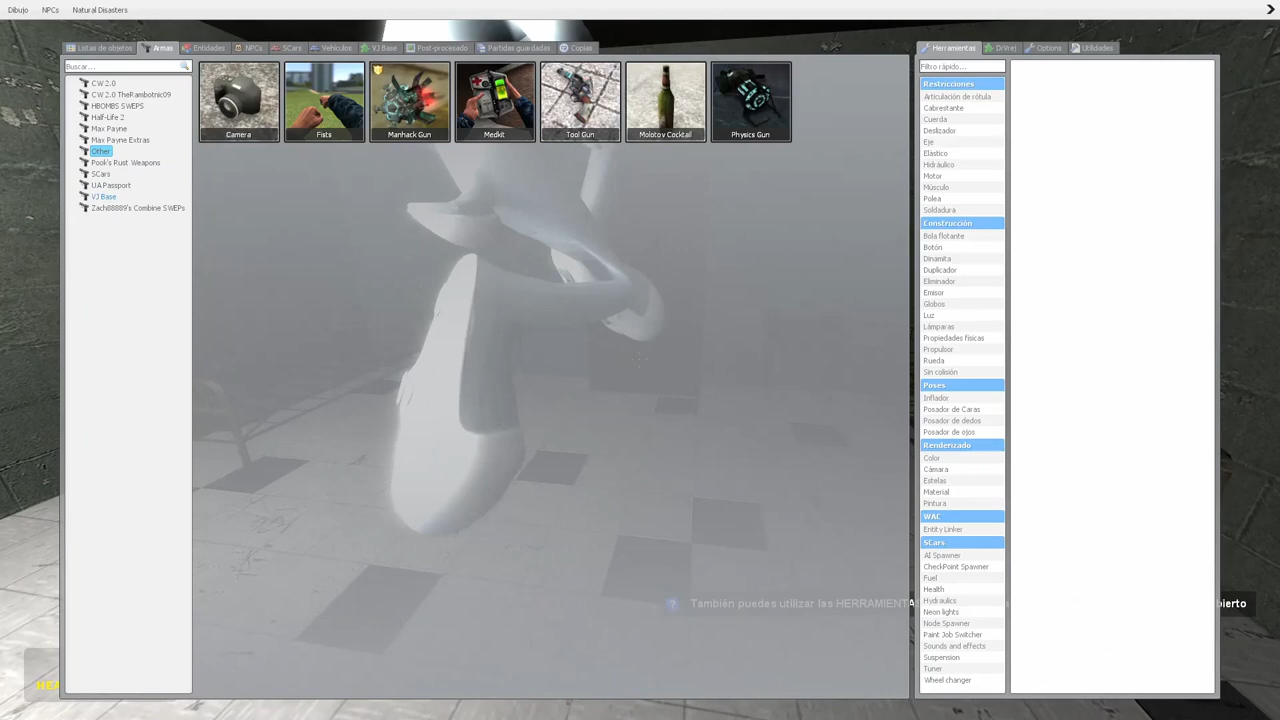 Dibujo NPCs Natural Disasters
Listas de objetos Armas Entidades NPCs SCars Vehículos VJ Base Post-procesado Partidas guardadas Copias
Herramientas DrVrej Options Utilidades
Buscar...
CW 2.0
CW 2.0 TheRambotnic09
HBOMBS SWEPS
Half-Life 2
Max Payne
Max Payne Extras
Other
Pook's Rust Weapons
SCars
UA Passport
VJ Base
Zach88889's Combine SWEPs
Camera Fists Manhack Gun Medkit Tool Gun Molotov Cocktail Physics Gun
También puedes utilizar las HERRAMIENTA
bierto
Filtro rápido...
Restricciones
Articulación de rótula
Cabrestante
Cuerda
Deslizador
Eje
Elástico
Hidráulico
Motor
Músculo
Polea
Soldadura
Construcción
Bola flotante
Botón
Dinamita
Duplicador
Eliminador
Emisor
Globos
Luz
Lámparas
Propiedades físicas
Propulsor
Rueda
Sin colisión
Poses
Inflador
Posador de Caras
Posador de dedos
Posador de ojos
Renderizado
Color
Cámara
Estelas
Material
Pintura
WAC
Entity Linker
SCars
AI Spawner
CheckPoint Spawner
Fuel
Health
Hydraulics
Neon lights
Node Spawner
Paint Job Switcher
Sounds and effects
Suspension
Tuner
Wheel changer